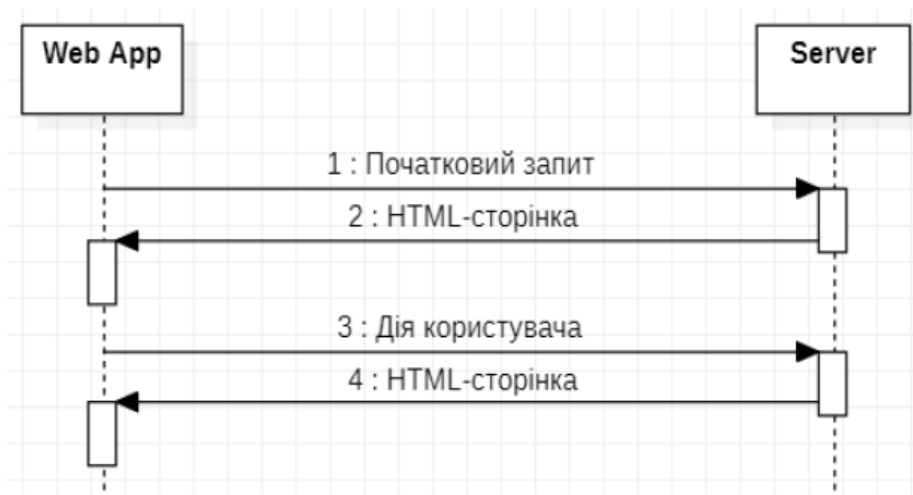 Web App
Server
1 : Початковий запит
2 : HTML-сторінка
3 : Дія користувача
4 : HTML-сторінка